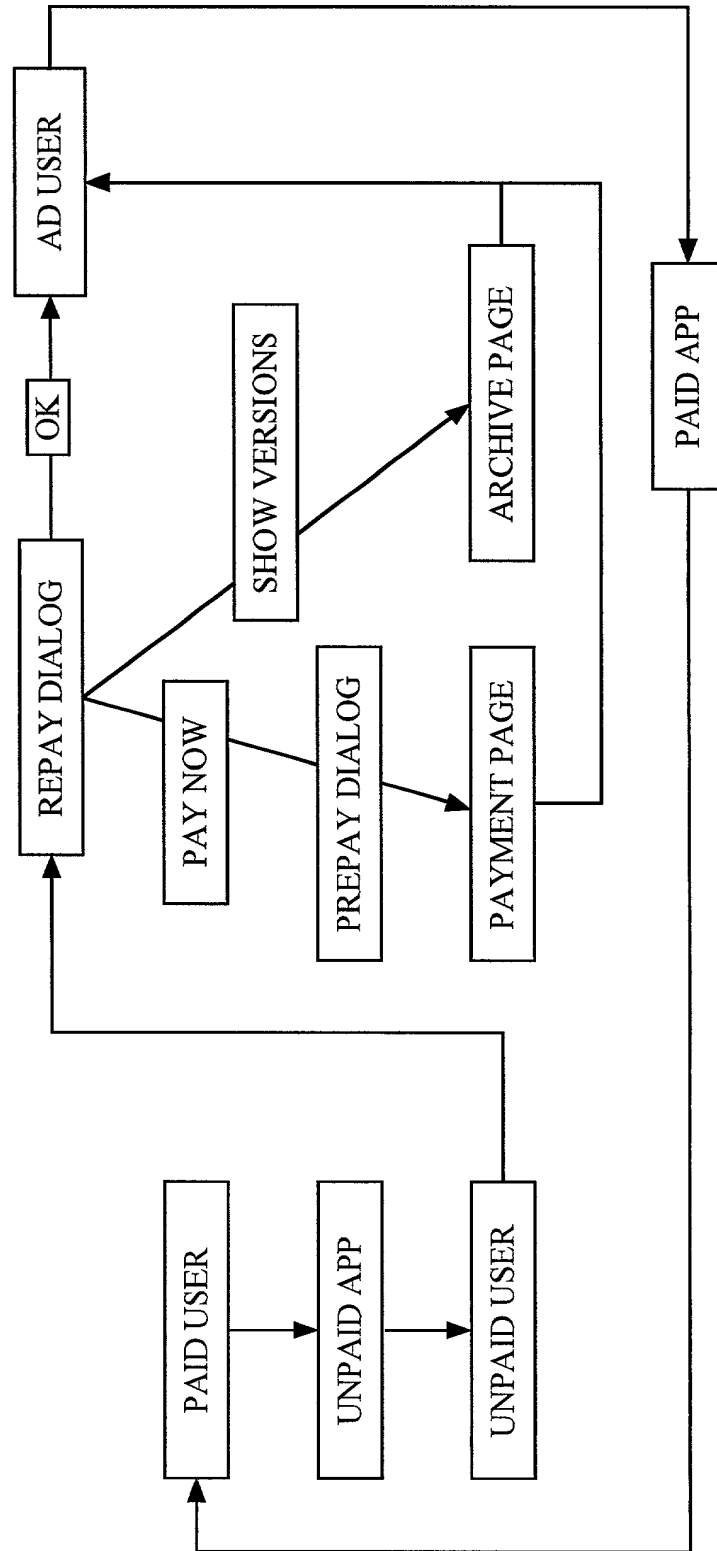 PAID USER
UNPAID APP
UNPAID USER
REPAY DIALOG
PAY NOW
PREPAY DIALOG
PAYMENT PAGE
SHOW VERSIONS
ARCHIVE PAGE
OK
AD USER
PAID APP